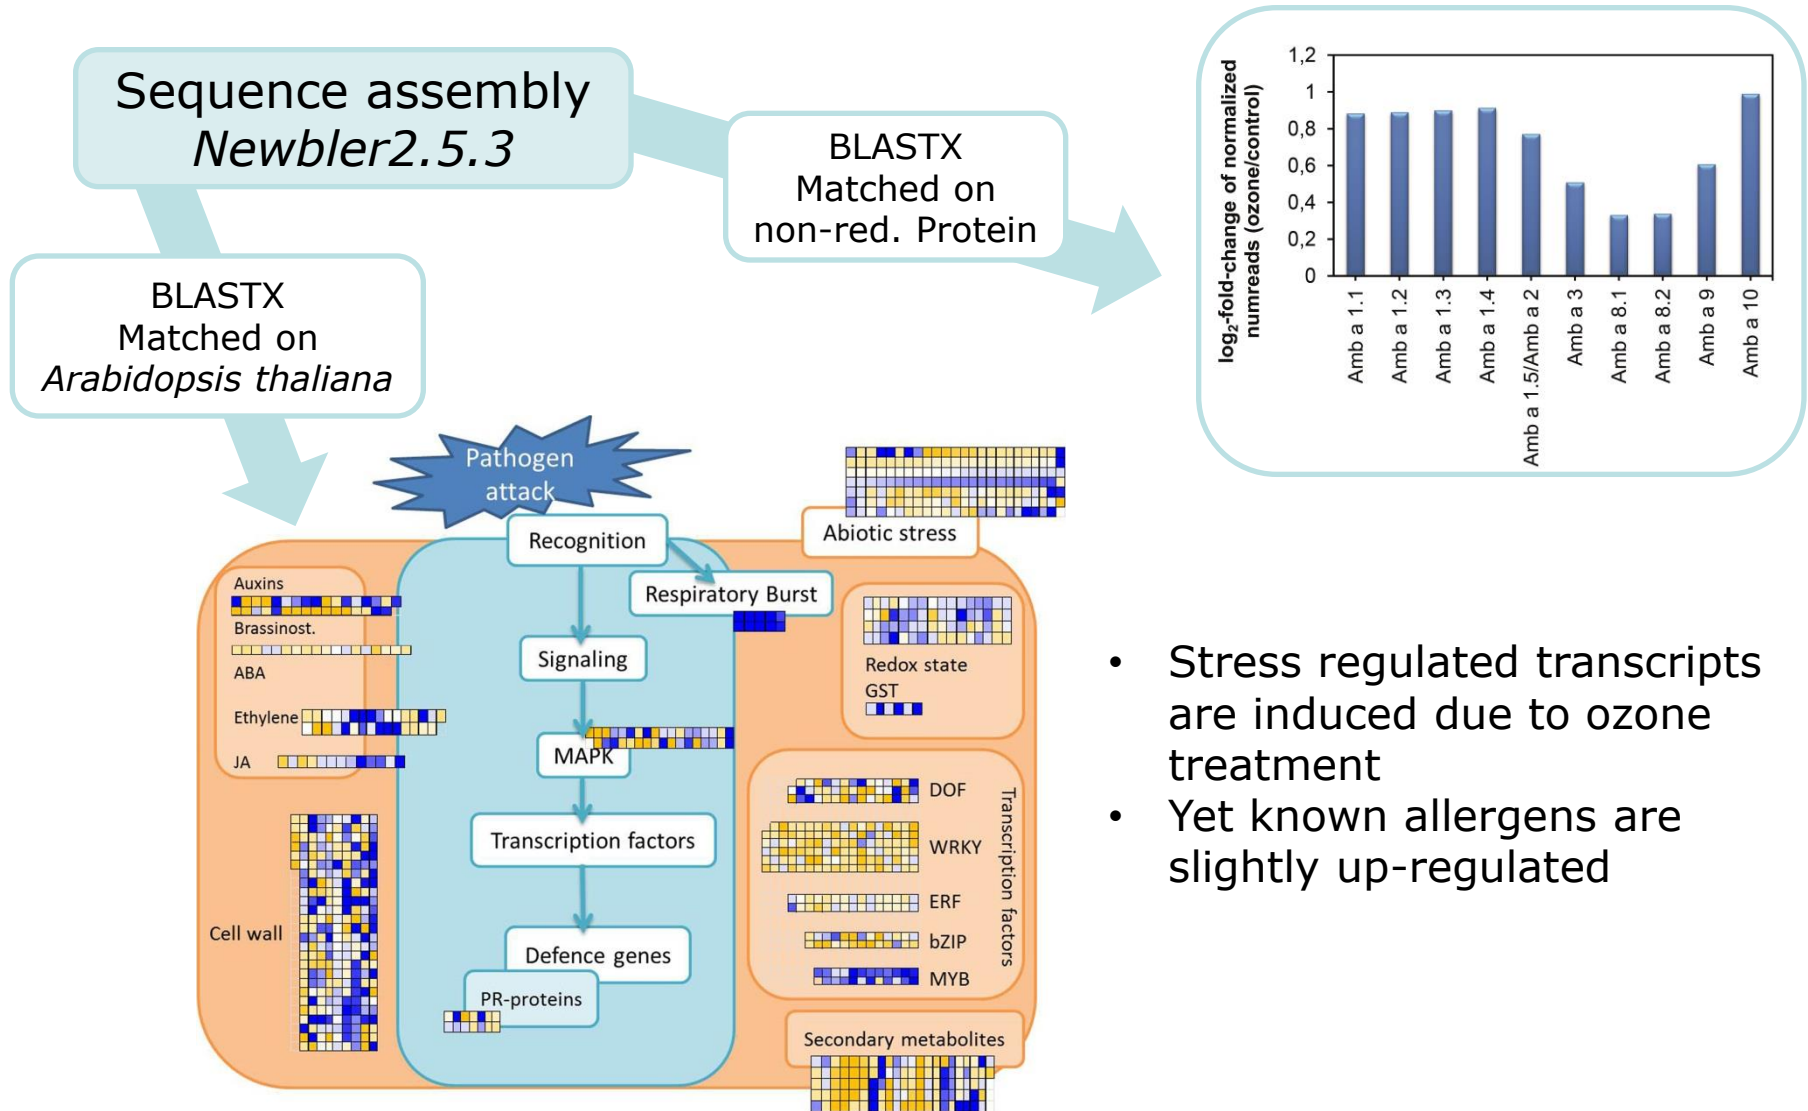 Sequence assembly
Newbler2.5.3
BLASTX
Matched on
non-red. Protein
BLASTX
Matched on
Arabidopsis thaliana
log₂-fold-change of normalized
numreads (ozone/control)
1,2
1
0,8
0,6
0,4
0,2
0
Amb a 1.1
Amb a 1.2
Amb a 1.3
Amb a 1.4
Amb a 1.5/Amb a 2
Amb a 3
Amb a 8.1
Amb a 8.2
Amb a 9
Amb a 10
Pathogen
attack
Recognition
Respiratory Burst
Signaling
MAPK
Transcription factors
Defence genes
PR-proteins
Auxins
Brassinost.
ABA
Ethylene
JA
Cell wall
Abiotic stress
Redox state
GST
DOF
WRKY
ERF
bZIP
MYB
Transcription factors
Secondary metabolites
• Stress regulated transcripts
are induced due to ozone
treatment
• Yet known allergens are
slightly up-regulated